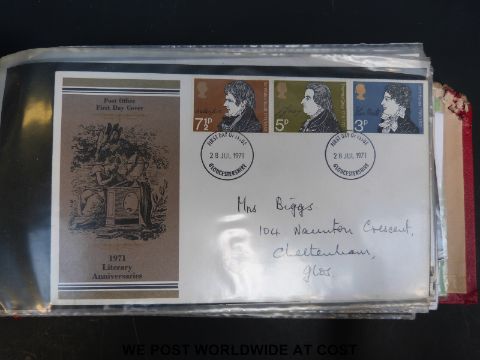 Post Office
First Day Cover
7½P
5P
3P
FIRST DAY OF ISSUE
28 JUL 1971
GLOUCESTERSHIRE
FIRST DAY OF ISSUE
28 JUL 1971
GLOUCESTERSHIRE
Mrs Biggs
104 Naunton Crescent,
Cheltenham,
Glos.
1971
Literary
Anniversaries
WE POST WORLDWIDE AT COST